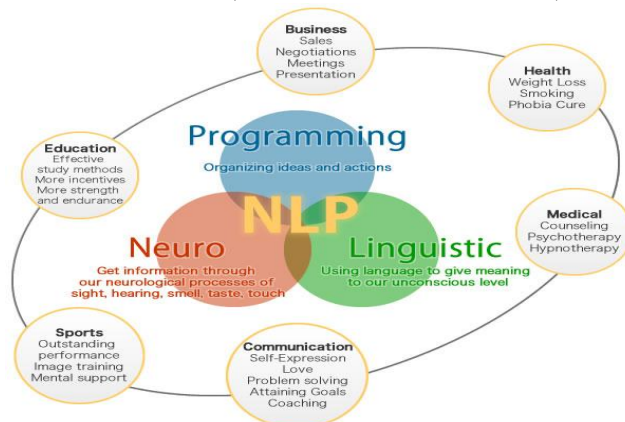 Business
Sales
Negotiations
Meetings
Presentation
Health
Weight Loss
Smoking
Phobia Cure
Programming
Organizing ideas and actions
Education
Effective
study methods
More incentives
More strength
and endurance
NLP
Medical
Counseling
Psychotherapy
Hypnotherapy
Neuro
Get information through
our neurological processes of
sight, hearing, smell, taste, touch
Linguistic
Using language to give meaning
to our unconscious level
Sports
Outstanding
performance
Image training
Mental support
Communication
Self-Expression
Love
Problem solving
Attaining Goals
Coaching